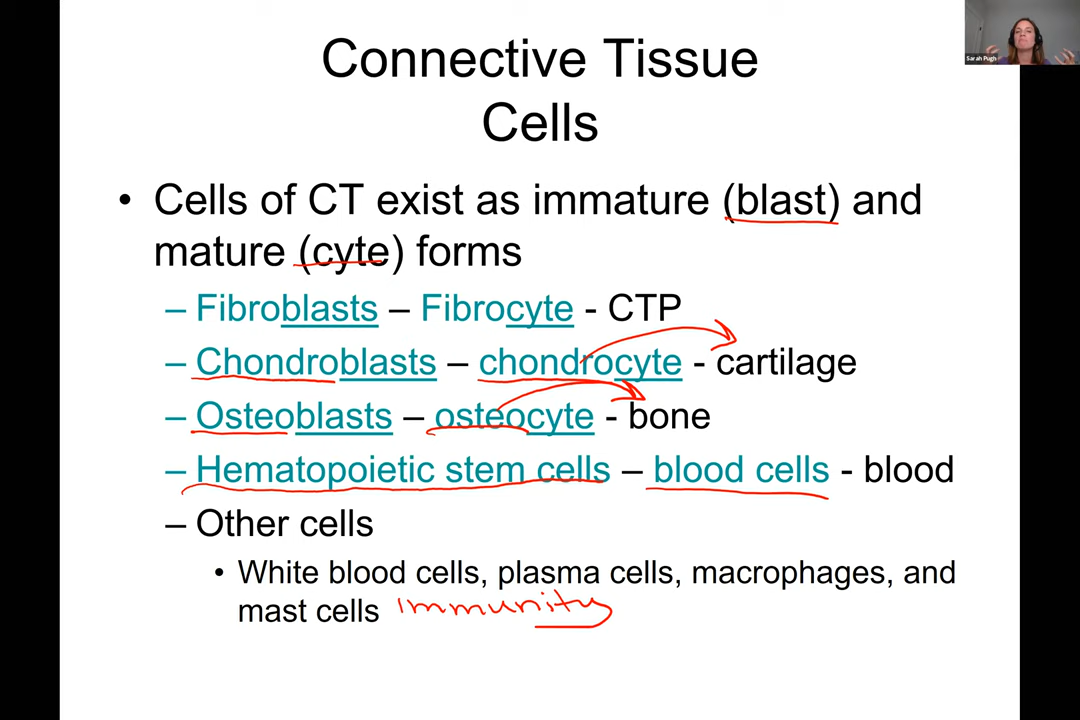 Sarah Pugh
Connective Tissue
Cells
• Cells of CT exist as immature (blast) and
mature (cyte) forms
– Fibroblasts – Fibrocyte - CTP
– Chondroblasts – chondrocyte - cartilage
– Osteoblasts – osteocyte - bone
– Hematopoietic stem cells – blood cells - blood
– Other cells
• White blood cells, plasma cells, macrophages, and
mast cells immunity